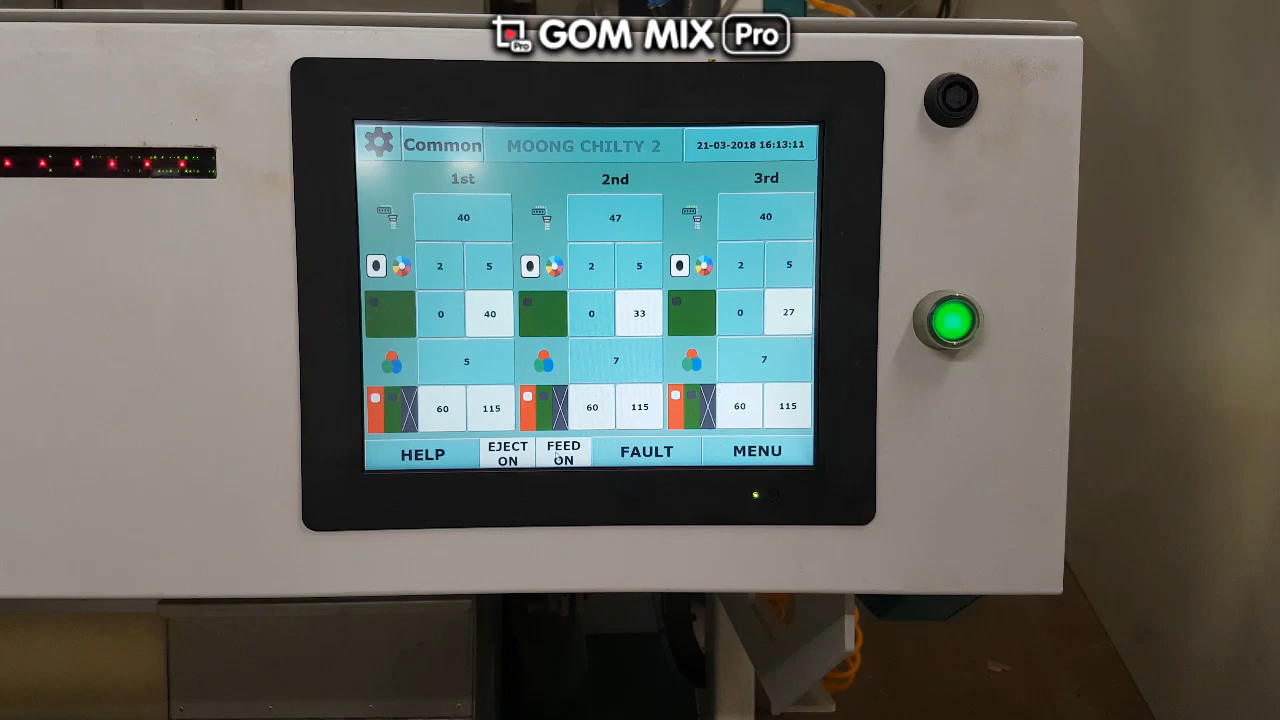 Pro GOM MIX Pro
Common MOONG CHILTY 2 21-03-2018 16:13:11
1st 2nd 3rd
40 47 40
2 5 2 5 2 5
0 40 0 33 0 27
5 7 7
60 115 60 115 60 115
HELP EJECT ON FEED ON FAULT MENU